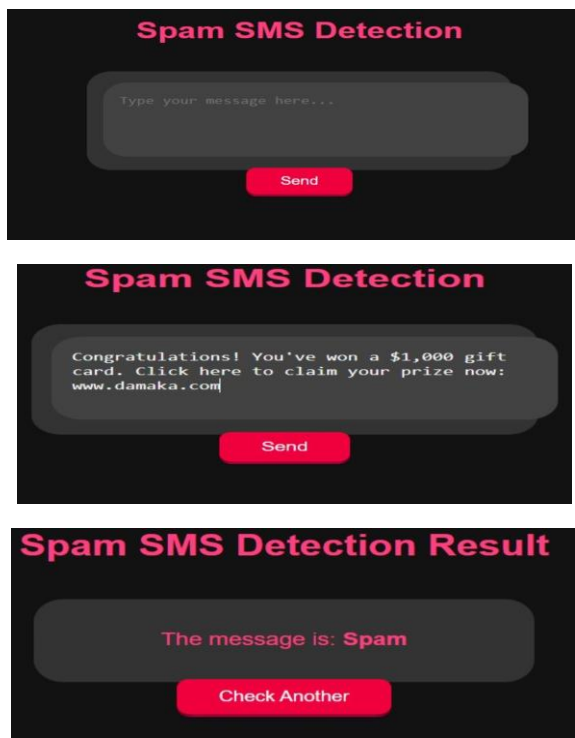 Spam SMS Detection
Type your message here...
Send
Spam SMS Detection
Congratulations! You've won a $1,000 gift
card. Click here to claim your prize now:
www.damaka.com
Send
Spam SMS Detection Result
The message is: Spam
Check Another